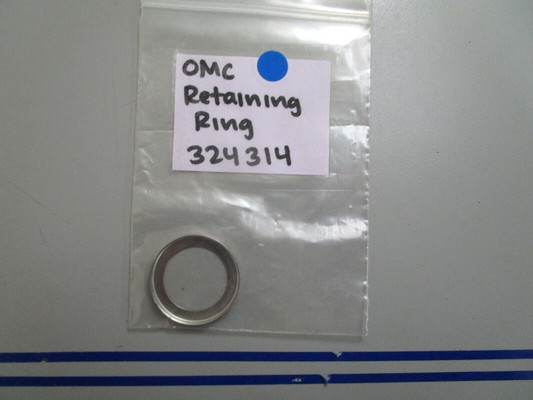 OMC
Retaining
Ring
324314